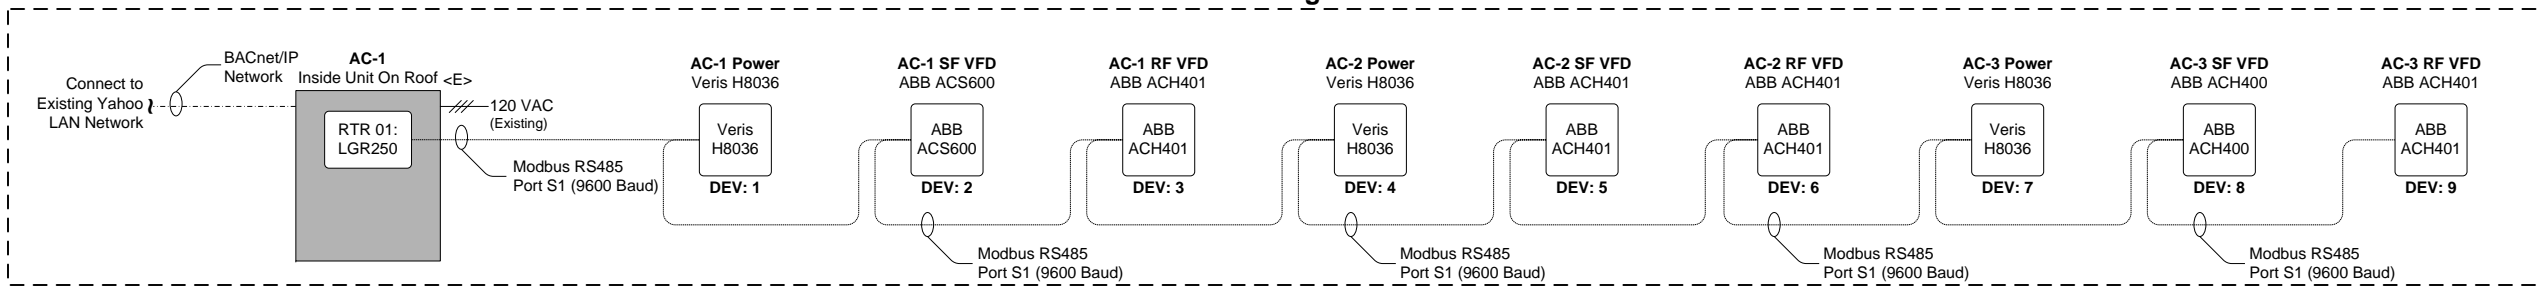 Connect to
Existing Yahoo
LAN Network
BACnet/IP
Network
AC-1
Inside Unit On Roof <E>
RTR 01:
LGR250
120 VAC
(Existing)
Modbus RS485
Port S1 (9600 Baud)
AC-1 Power
Veris H8036
Veris
H8036
DEV: 1
AC-1 SF VFD
ABB ACS600
ABB
ACS600
DEV: 2
Modbus RS485
Port S1 (9600 Baud)
AC-1 RF VFD
ABB ACH401
ABB
ACH401
DEV: 3
AC-2 Power
Veris H8036
Veris
H8036
DEV: 4
Modbus RS485
Port S1 (9600 Baud)
AC-2 SF VFD
ABB ACH401
ABB
ACH401
DEV: 5
AC-2 RF VFD
ABB ACH401
ABB
ACH401
DEV: 6
Modbus RS485
Port S1 (9600 Baud)
AC-3 Power
Veris H8036
Veris
H8036
DEV: 7
AC-3 SF VFD
ABB ACH400
ABB
ACH400
DEV: 8
Modbus RS485
Port S1 (9600 Baud)
AC-3 RF VFD
ABB ACH401
ABB
ACH401
DEV: 9